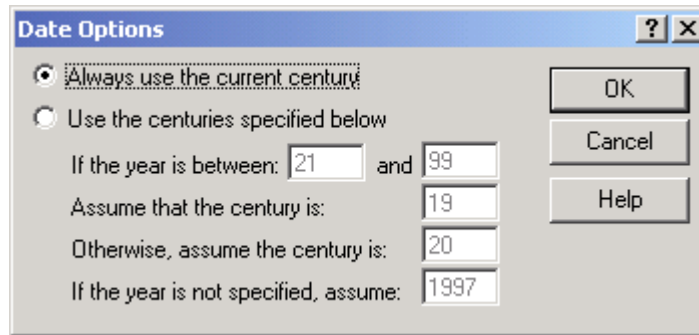 Date Options
Always use the current century
OK
Use the centuries specified below
If the year is between: 21 and 99
Cancel
Assume that the century is: 19
Help
Otherwise, assume the century is: 20
If the year is not specified, assume: 1997